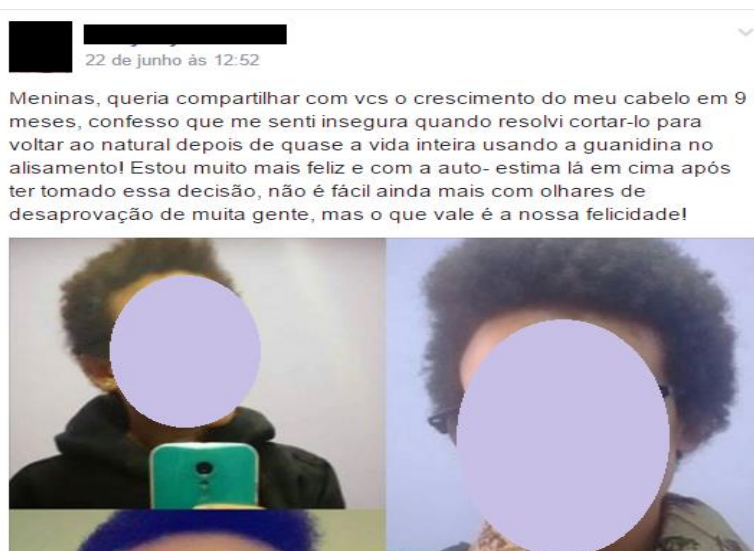 22 de junho às 12:52
Meninas, queria compartilhar com vcs o crescimento do meu cabelo em 9
meses, confesso que me senti insegura quando resolvi cortar-lo para
voltar ao natural depois de quase a vida inteira usando a guanidina no
alisamento! Estou muito mais feliz e com a auto- estima lá em cima após
ter tomado essa decisão, não é fácil ainda mais com olhares de
desaprovação de muita gente, mas o que vale é a nossa felicidade!